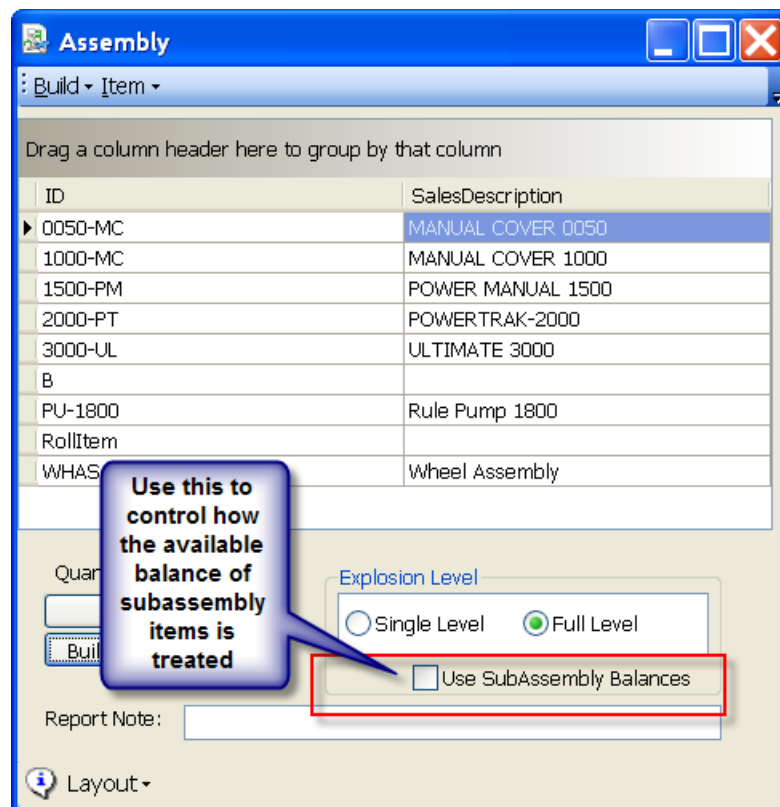 Assembly
Build Item
Drag a column header here to group by that column
ID SalesDescription
0050-MC MANUAL COVER 0050
1000-MC MANUAL COVER 1000
1500-PM POWER MANUAL 1500
2000-PT POWERTRAK-2000
3000-UL ULTIMATE 3000
B
PU-1800 Rule Pump 1800
RollItem
WHAS Wheel Assembly
Use this to
control how
the available
balance of
subassembly
items is
treated
Quan
Buil
Explosion Level
Single Level Full Level
Use SubAssembly Balances
Report Note:
Layout